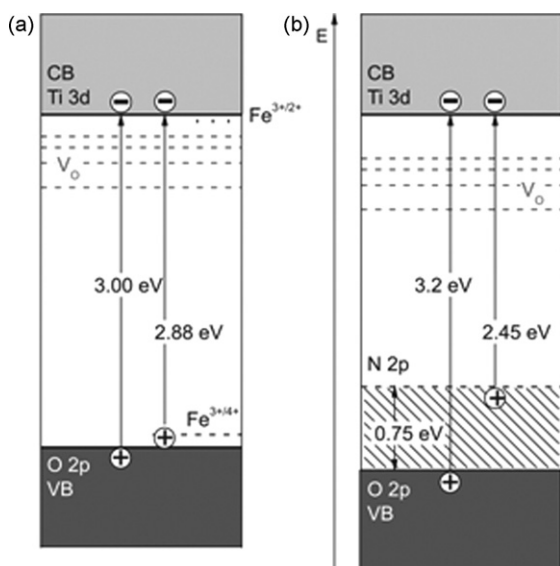 (a)
CB
Ti 3d
Fe3+/2+
VO
3.00 eV
2.88 eV
Fe3+/4+
O 2p
VB
(b)
E
CB
Ti 3d
VO
3.2 eV
2.45 eV
N 2p
0.75 eV
O 2p
VB